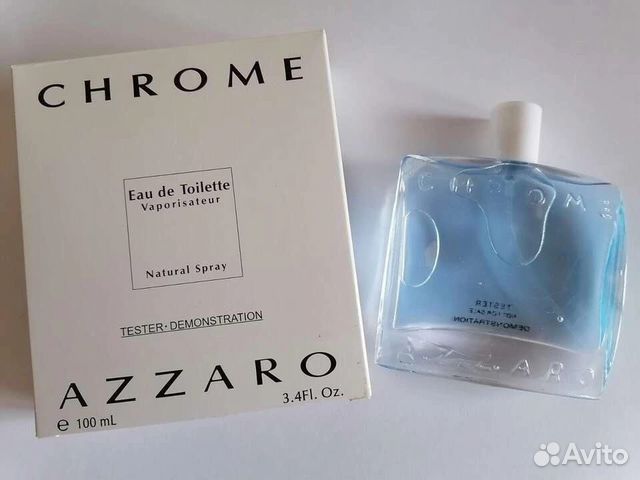 CHROME
Eau de Toilette
Vaporisateur
Natural Spray
TESTER·DEMONSTRATION
AZZARO
e 100 mL
3.4Fl. Oz.
CHROME
TESTER
NOT FOR SALE
DEMONSTRATION
AZZARO
Avito